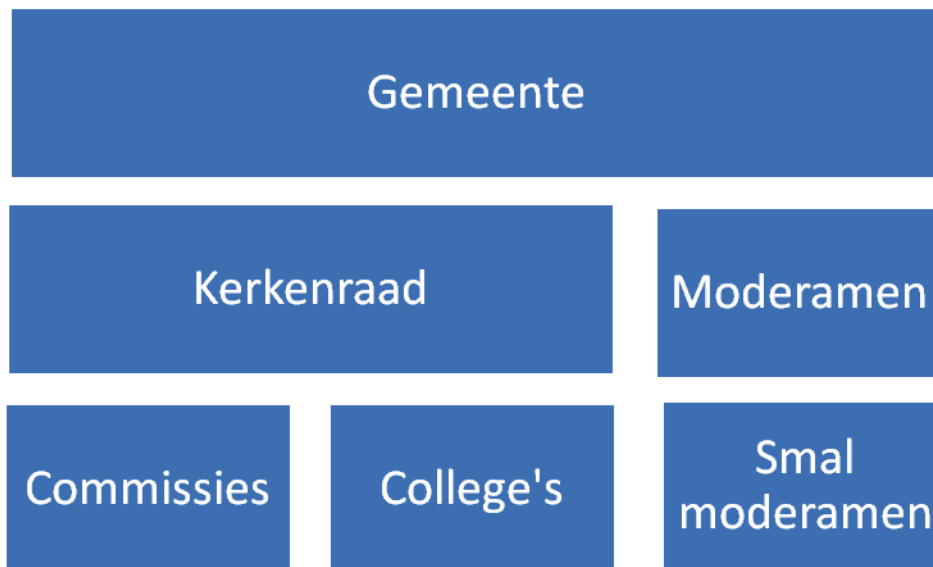 Gemeente
Kerkenraad
Moderamen
Commissies
College's
Smal
moderamen